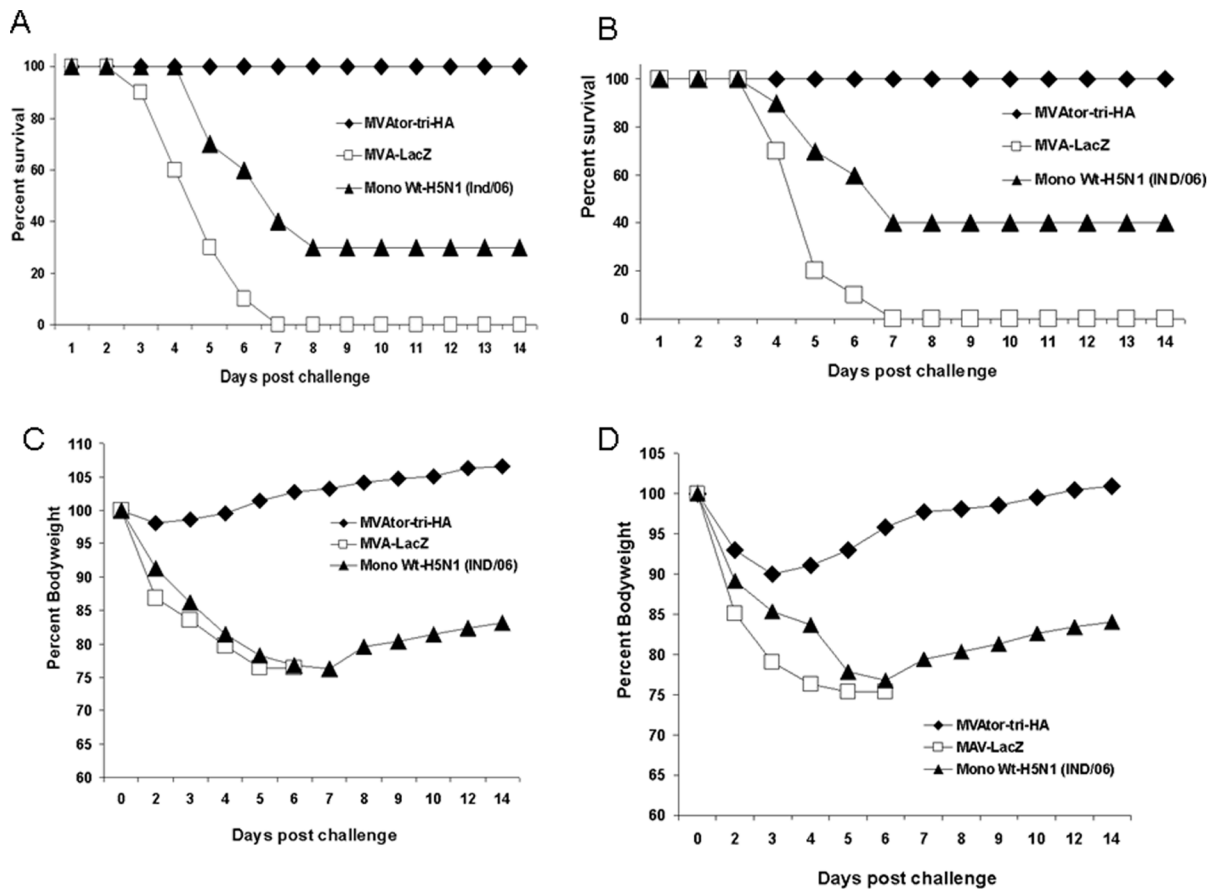 A
Percent survival
100
80
60
40
20
0
MVAtor-tri-HA
MVA-LacZ
Mono Wt-H5N1 (Ind/06)
1 2 3 4 5 6 7 8 9 10 11 12 13 14
Days post challenge
B
Percent survival
100
80
60
40
20
0
MVAtor-tri-HA
MVA-LacZ
Mono Wt-H5N1 (IND/06)
1 2 3 4 5 6 7 8 9 10 11 12 13 14
Days post challenge
C
Percent Bodyweight
110
105
100
95
90
85
80
75
70
65
60
MVAtor-tri-HA
MVA-LacZ
Mono Wt-H5N1 (IND/06)
0 2 3 4 5 6 7 8 9 10 12 14
Days post challenge
D
Percent Bodyweight
105
100
95
90
85
80
75
70
65
60
MVAtor-tri-HA
MAV-LacZ
Mono Wt-H5N1 (IND/06)
0 2 3 4 5 6 7 8 9 10 12 14
Days post challenge